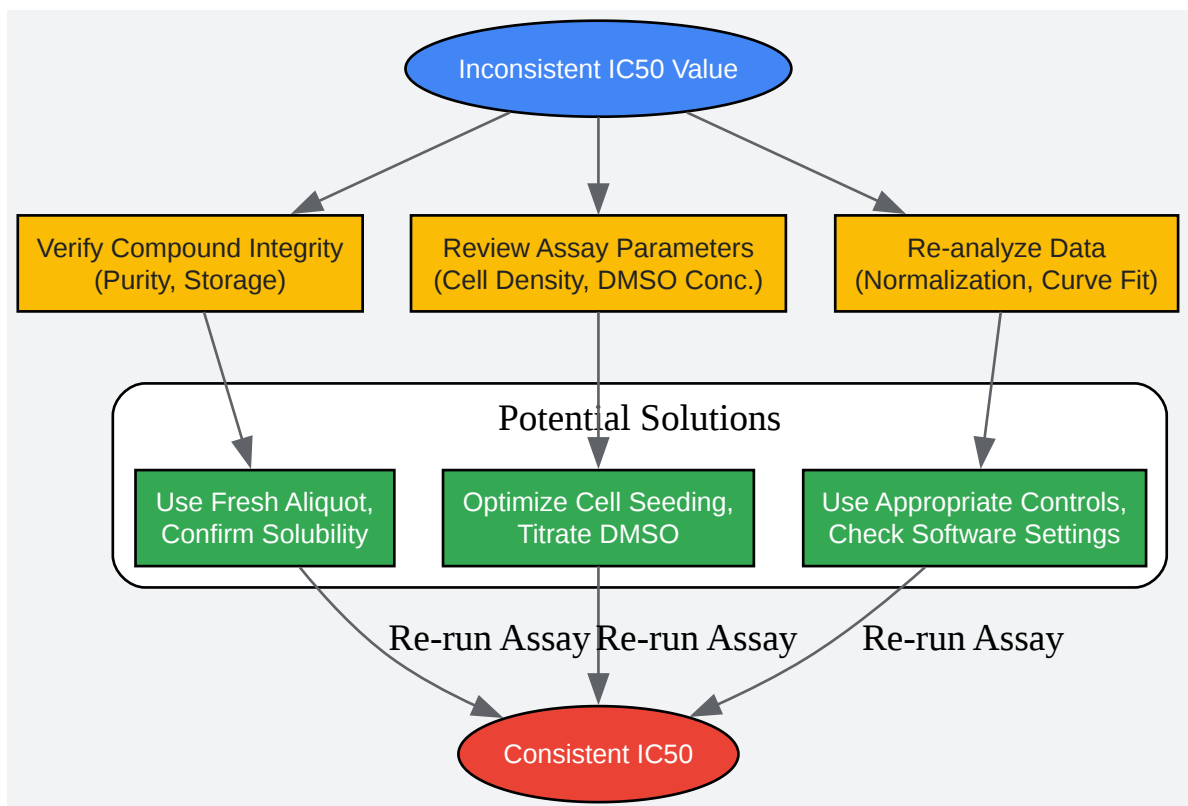 Inconsistent IC50 Value
Verify Compound Integrity
(Purity, Storage)
Review Assay Parameters
(Cell Density, DMSO Conc.)
Re-analyze Data
(Normalization, Curve Fit)
Potential Solutions
Use Fresh Aliquot,
Confirm Solubility
Optimize Cell Seeding,
Titrate DMSO
Use Appropriate Controls,
Check Software Settings
Re-run Assay
Re-run Assay
Re-run Assay
Consistent IC50